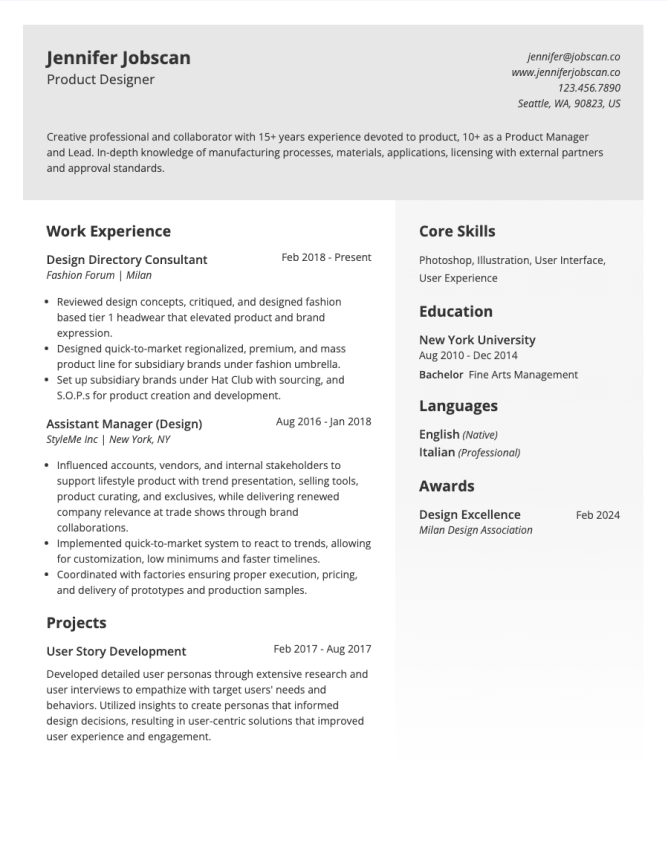 Jennifer Jobscan
Product Designer
jennifer@jobscan.co
www.jenniferjobscan.co
123.456.7890
Seattle, WA, 90823, US
Creative professional and collaborator with 15+ years experience devoted to product, 10+ as a Product Manager
and Lead. In-depth knowledge of manufacturing processes, materials, applications, licensing with external partners
and approval standards.
Work Experience
Design Directory Consultant Feb 2018 - Present
Fashion Forum | Milan
• Reviewed design concepts, critiqued, and designed fashion
based tier 1 headwear that elevated product and brand
expression.
• Designed quick-to-market regionalized, premium, and mass
product line for subsidiary brands under fashion umbrella.
• Set up subsidiary brands under Hat Club with sourcing, and
S.O.P.s for product creation and development.
Assistant Manager (Design) Aug 2016 - Jan 2018
StyleMe Inc | New York, NY
• Influenced accounts, vendors, and internal stakeholders to
support lifestyle product with trend presentation, selling tools,
product curating, and exclusives, while delivering renewed
company relevance at trade shows through brand
collaborations.
• Implemented quick-to-market system to react to trends, allowing
for customization, low minimums and faster timelines.
• Coordinated with factories ensuring proper execution, pricing,
and delivery of prototypes and production samples.
Projects
User Story Development Feb 2017 - Aug 2017
Developed detailed user personas through extensive research and
user interviews to empathize with target users' needs and
behaviors. Utilized insights to create personas that informed
design decisions, resulting in user-centric solutions that improved
user experience and engagement.
Core Skills
Photoshop, Illustration, User Interface,
User Experience
Education
New York University
Aug 2010 - Dec 2014
Bachelor Fine Arts Management
Languages
English (Native)
Italian (Professional)
Awards
Design Excellence Feb 2024
Milan Design Association